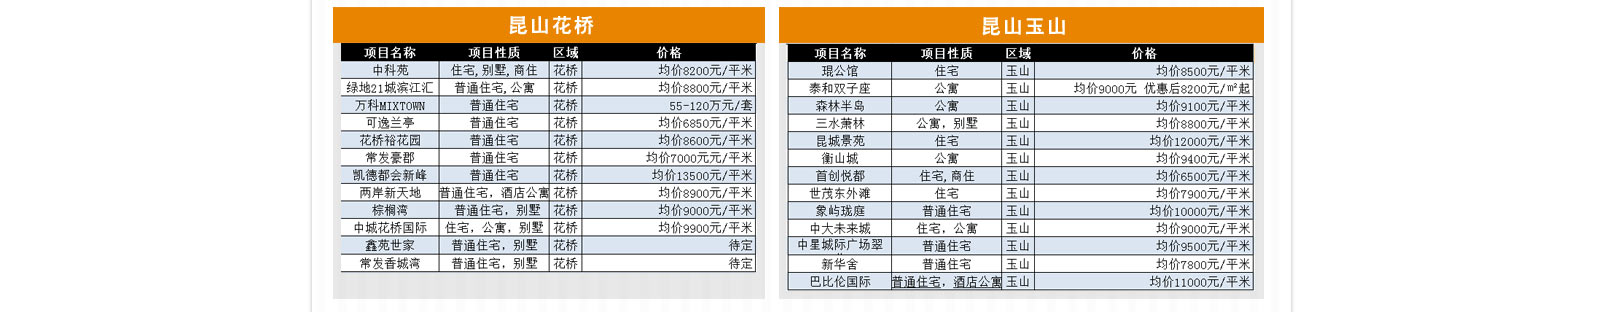 昆山花桥
项目名称 项目性质 区域 价格
中科苑 住宅,别墅,商住 花桥 均价8200元/平米
绿地21城滨江汇 普通住宅,公寓 花桥 均价8800元/平米
万科MIXTOWN 普通住宅 花桥 55-120万元/套
可逸兰亭 普通住宅 花桥 均价6850元/平米
花桥裕花园 普通住宅 花桥 均价8600元/平米
常发豪郡 普通住宅 花桥 均价7000元元/平米
凯德都会新峰 普通住宅 花桥 均价13500元/平米
两岸新天地 普通住宅，酒店公寓 花桥 均价8900元/平米
棕榈湾 普通住宅，别墅 花桥 均价9000元/平米
中城花桥国际 住宅，公寓，别墅 花桥 均价9900元/平米
鑫苑世家 普通住宅，别墅 花桥 待定
常发香城湾 普通住宅，别墅 花桥 待定
昆山玉山
项目名称 项目性质 区域 价格
琨公馆 住宅 玉山 均价8500元/平米
泰和双子座 公寓 玉山 均价9000元 优惠后8200元/㎡起
森林半岛 公寓 玉山 均价9100元/平米
三水萧林 公寓，别墅 玉山 均价8800元/平米
昆城景苑 住宅 玉山 均价12000元/平米
衡山城 公寓 玉山 均价9400元/平米
首创悦都 住宅,商住 玉山 均价6500元/平米
世茂东外滩 住宅 玉山 均价7900元/平米
象屿珑庭 普通住宅 玉山 均价10000元/平米
中大未来城 住宅，公寓 玉山 均价9000元/平米
中星城际广场翠 普通住宅 玉山 均价9500元/平米
新华舍 普通住宅 玉山 均价7800元/平米
巴比伦国际 普通住宅，酒店公寓 玉山 均价11000元/平米